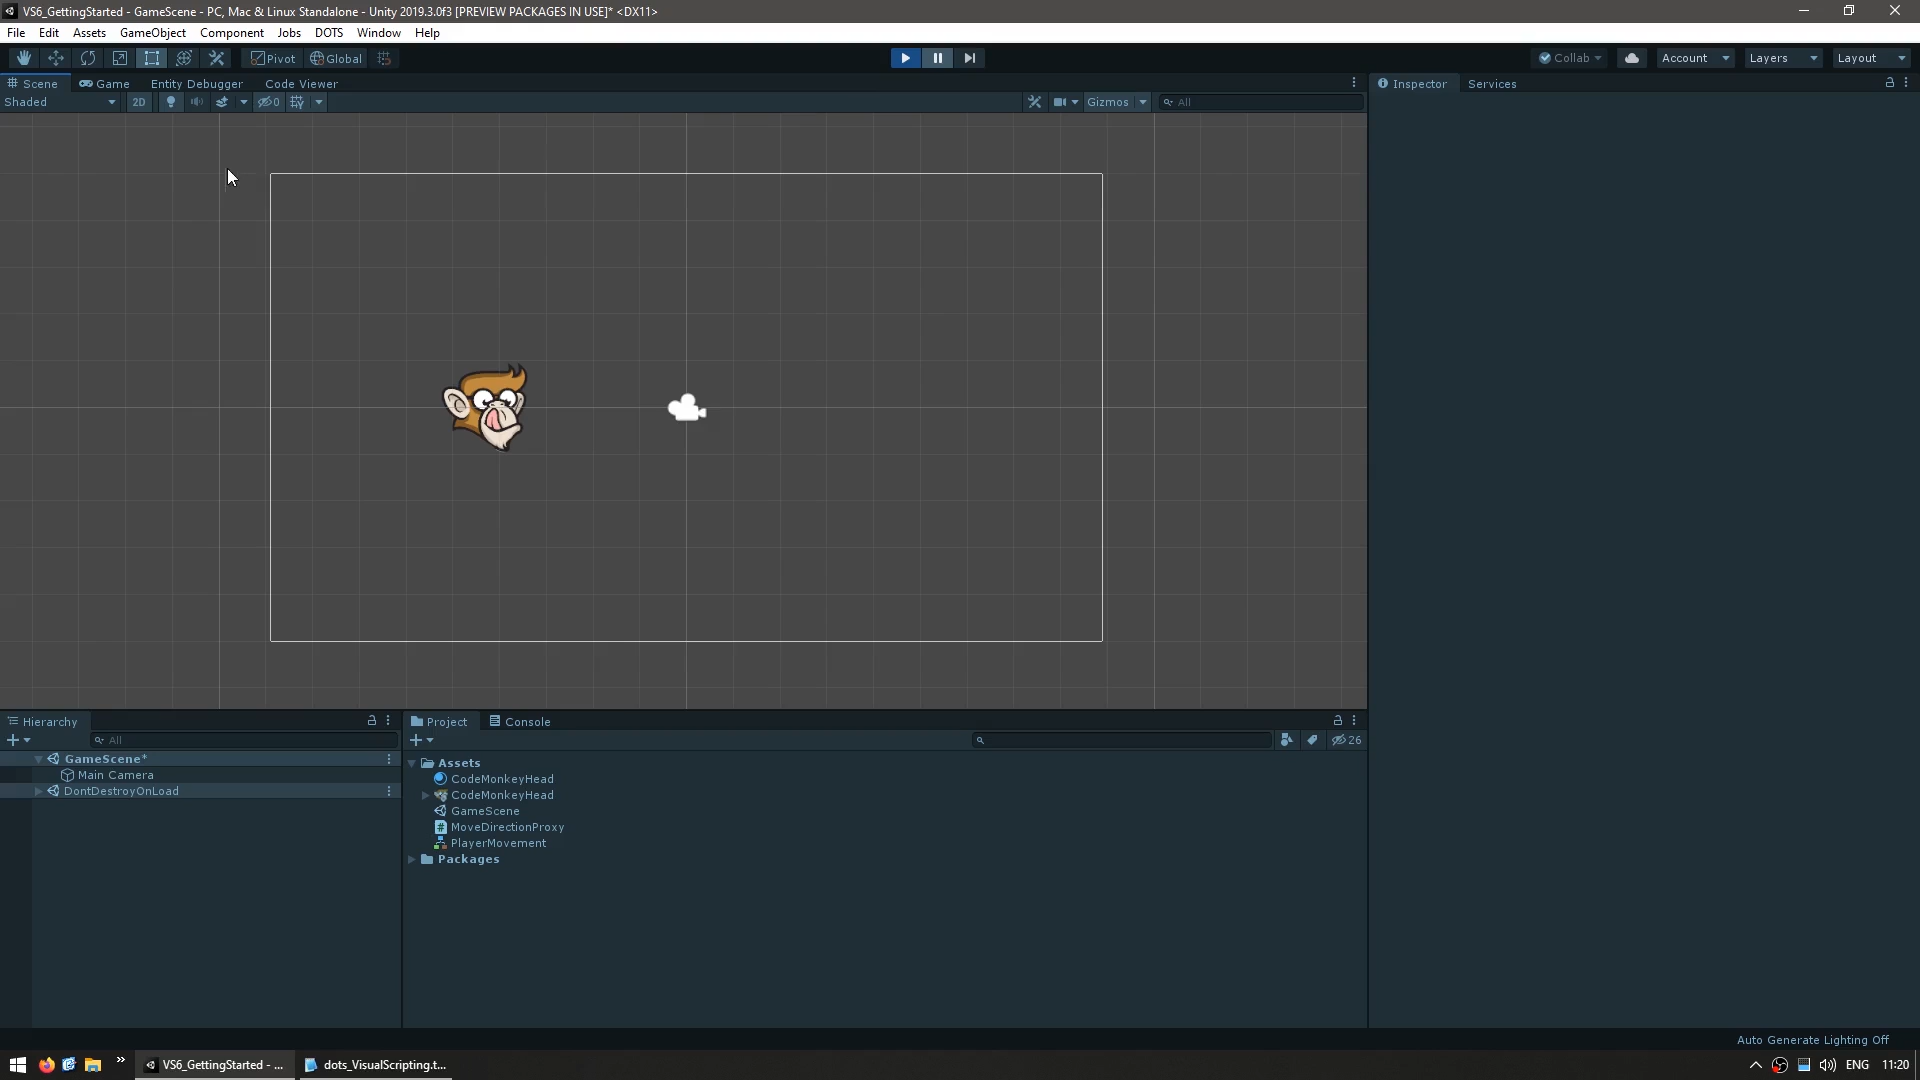 VS6_GettingStarted - GameScene - PC, Mac & Linux Standalone - Unity 2019.3.0f3 [PREVIEW PACKAGES IN USE]* <DX11>
File Edit Assets GameObject Component Jobs DOTS Window Help
Pivot Global Collab Account Layers Layout
Scene Game Entity Debugger Code Viewer Inspector Services
Shaded 2D 0 Gizmos All
Hierarchy Project Console
All 26
GameScene*
Main Camera
DontDestroyOnLoad
Assets
CodeMonkeyHead
CodeMonkeyHead
GameScene
MoveDirectionProxy
PlayerMovement
Packages
Auto Generate Lighting Off
VS6_GettingStarted - ... dots_VisualScripting.t... ENG 11:20